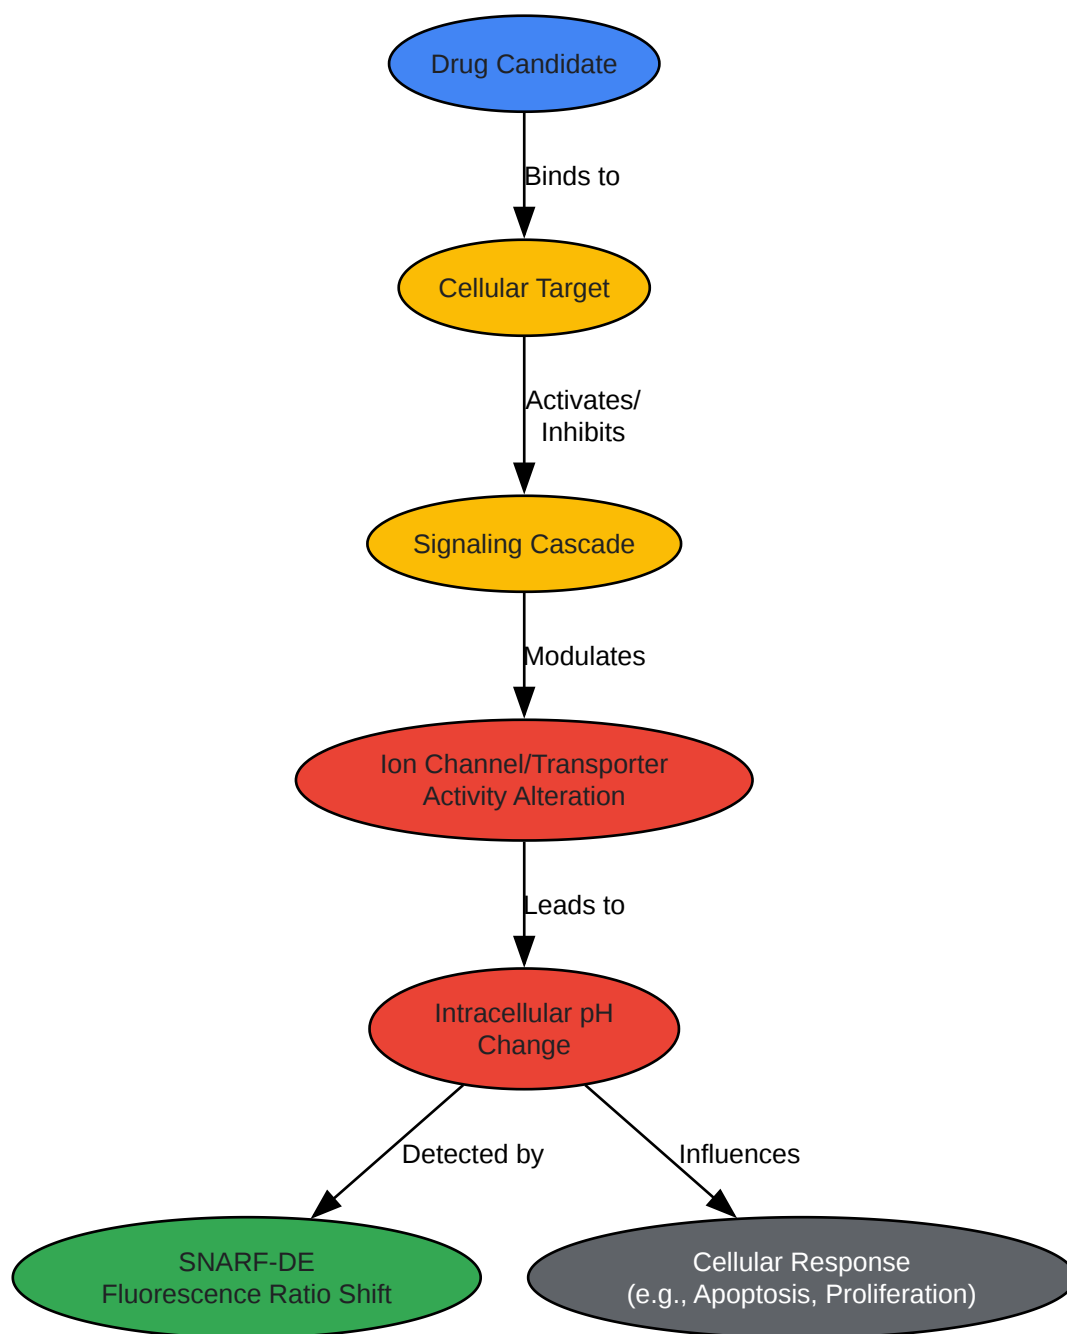 Drug Candidate
Binds to
Cellular Target
Activates/
Inhibits
Signaling Cascade
Modulates
Ion Channel/Transporter
Activity Alteration
Leads to
Intracellular pH
Change
Detected by
Influences
SNARF-DE
Fluorescence Ratio Shift
Cellular Response
(e.g., Apoptosis, Proliferation)